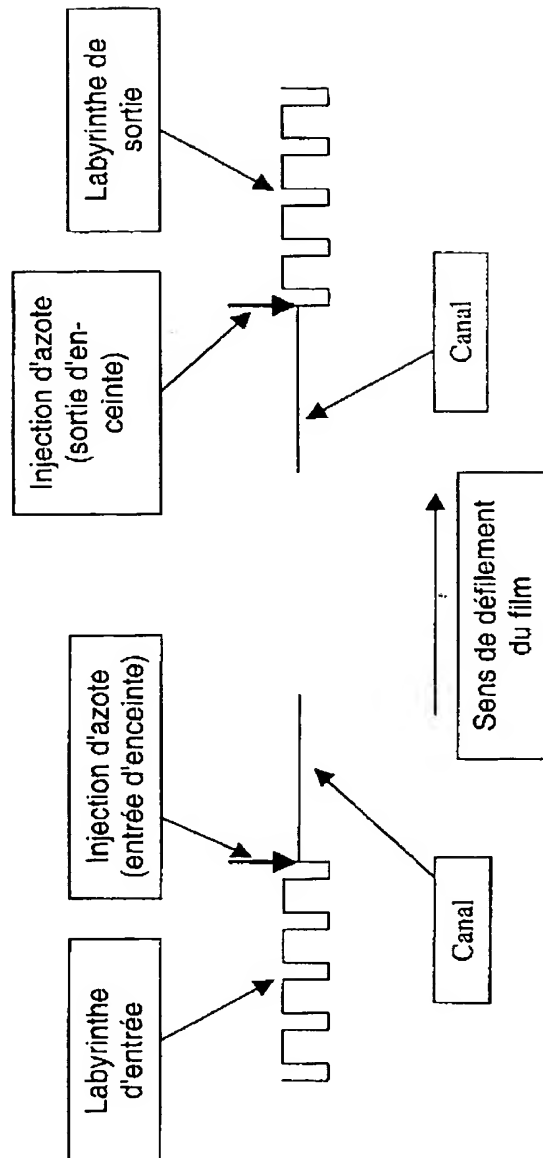 Labyrinthe
d'entrée
Injection d'azote
(entrée d'enceinte)
Injection d'azote
(sortie d'en-
ceinte)
Labyrinthe de
sortie
Canal
Sens de défilement
du film
Canal